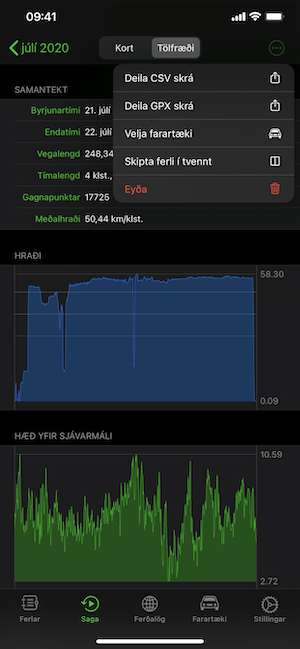 09:41
júlí 2020
Kort
Tölfræði
SAMANTEKT
Deila CSV skrá
Deila GPX skrá
Velja farartæki
Skipta ferli í tvennt
Eyða
Byrjunartími 21. júlí
Endatími 22. júlí
Vegalengd 248,34
Tímalengd 4 klst.,
Gagnapunktar 17725
Meðalhraði 50,44 km/klst.
HRAÐI
58.30
0.09
HÆÐ YFIR SJÁVARMÁLI
10.59
2.72
Ferlar
Saga
Ferðalög
Farartæki
Stillingar